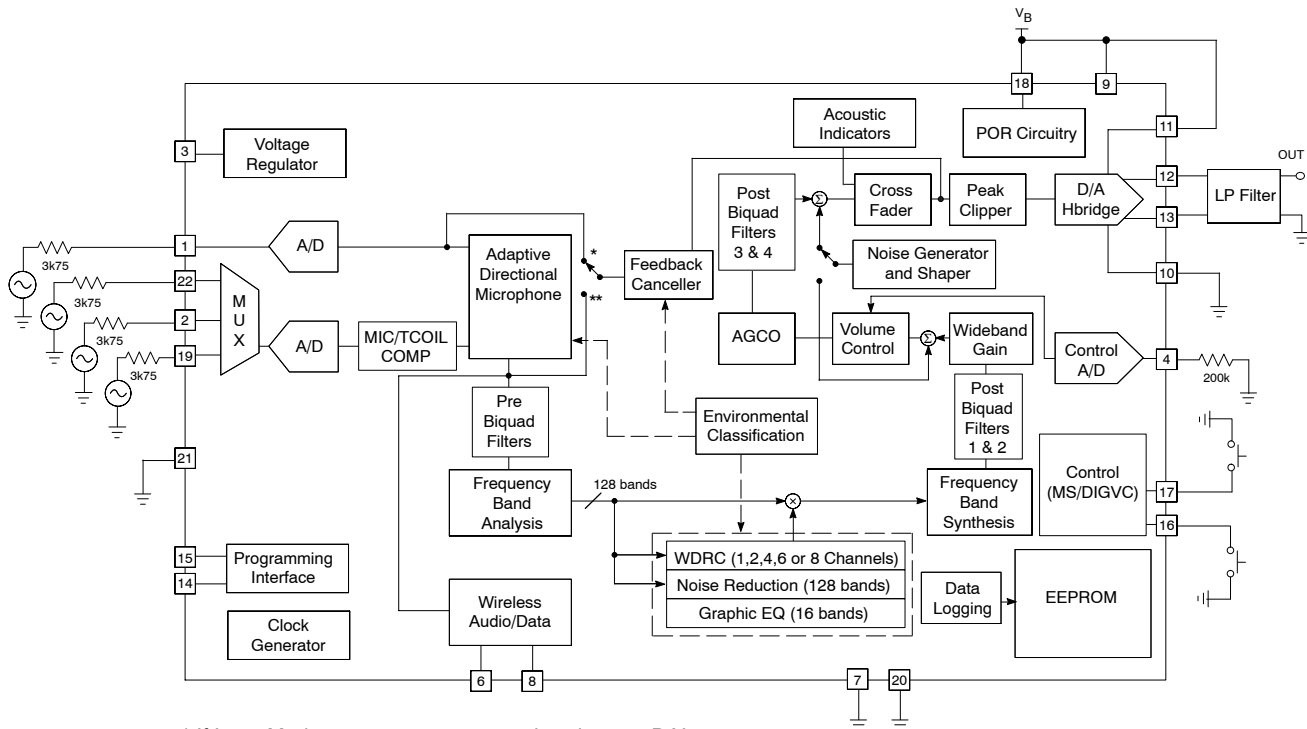 V_B
18
9
Acoustic
Indicators
POR Circuitry
11
3
Voltage
Regulator
OUT
12
Post
Biquad
Filters
3 & 4
Σ
Cross
Fader
Peak
Clipper
D/A
Hbridge
LP Filter
13
1
A/D
Adaptive
Directional
Microphone
*
Feedback
Canceller
Noise Generator
and Shaper
3k75
22
10
3k75
**
M
U
X
2
3k75
A/D
MIC/TCOIL
COMP
AGCO
Volume
Control
Σ
Wideband
Gain
Control
A/D
4
19
3k75
200k
Pre
Biquad
Filters
Environmental
Classification
Post
Biquad
Filters
1 & 2
21
Frequency
Band
Analysis
128 bands
×
Frequency
Band
Synthesis
Control
(MS/DIGVC)
17
16
15
14
Programming
Interface
WDRC (1,2,4,6 or 8 Channels)
Noise Reduction (128 bands)
Graphic EQ (16 bands)
Data
Logging
EEPROM
Wireless
Audio/Data
Clock
Generator
6
8
7
20